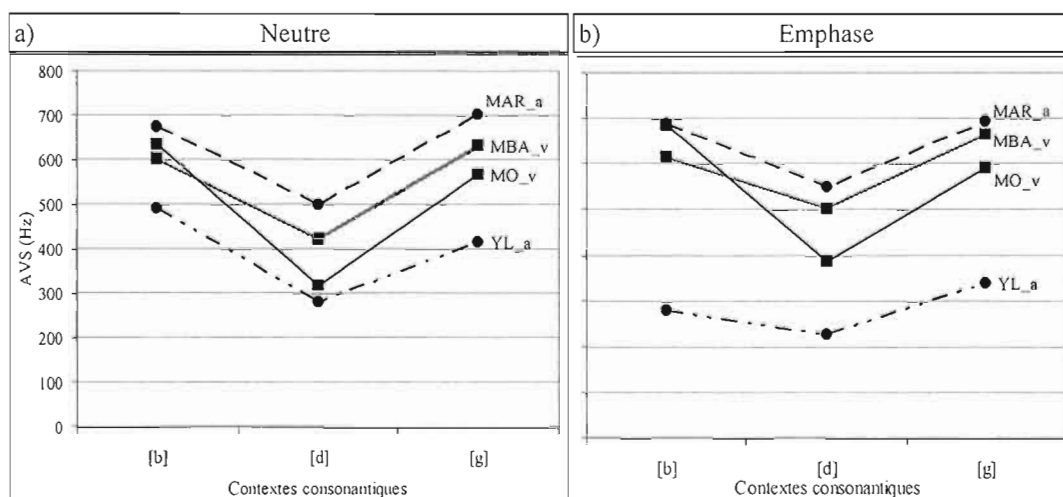 a) Neutre
b) Emphase
AVS (Hz)
800
700
600
500
400
300
200
100
0
MAR_a
MBA_v
MO_v
YL_a
[b] [d] [g]
Contextes consonantiques
MAR_a
MBA_v
MO_v
YL_a
[b] [d] [g]
Contextes consonantiques